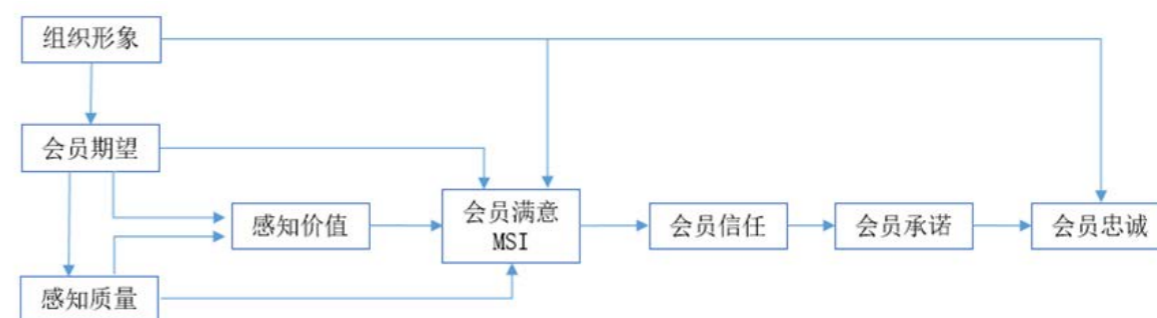 组织形象
会员期望
感知价值
会员满意
MSI
会员信任
会员承诺
会员忠诚
感知质量